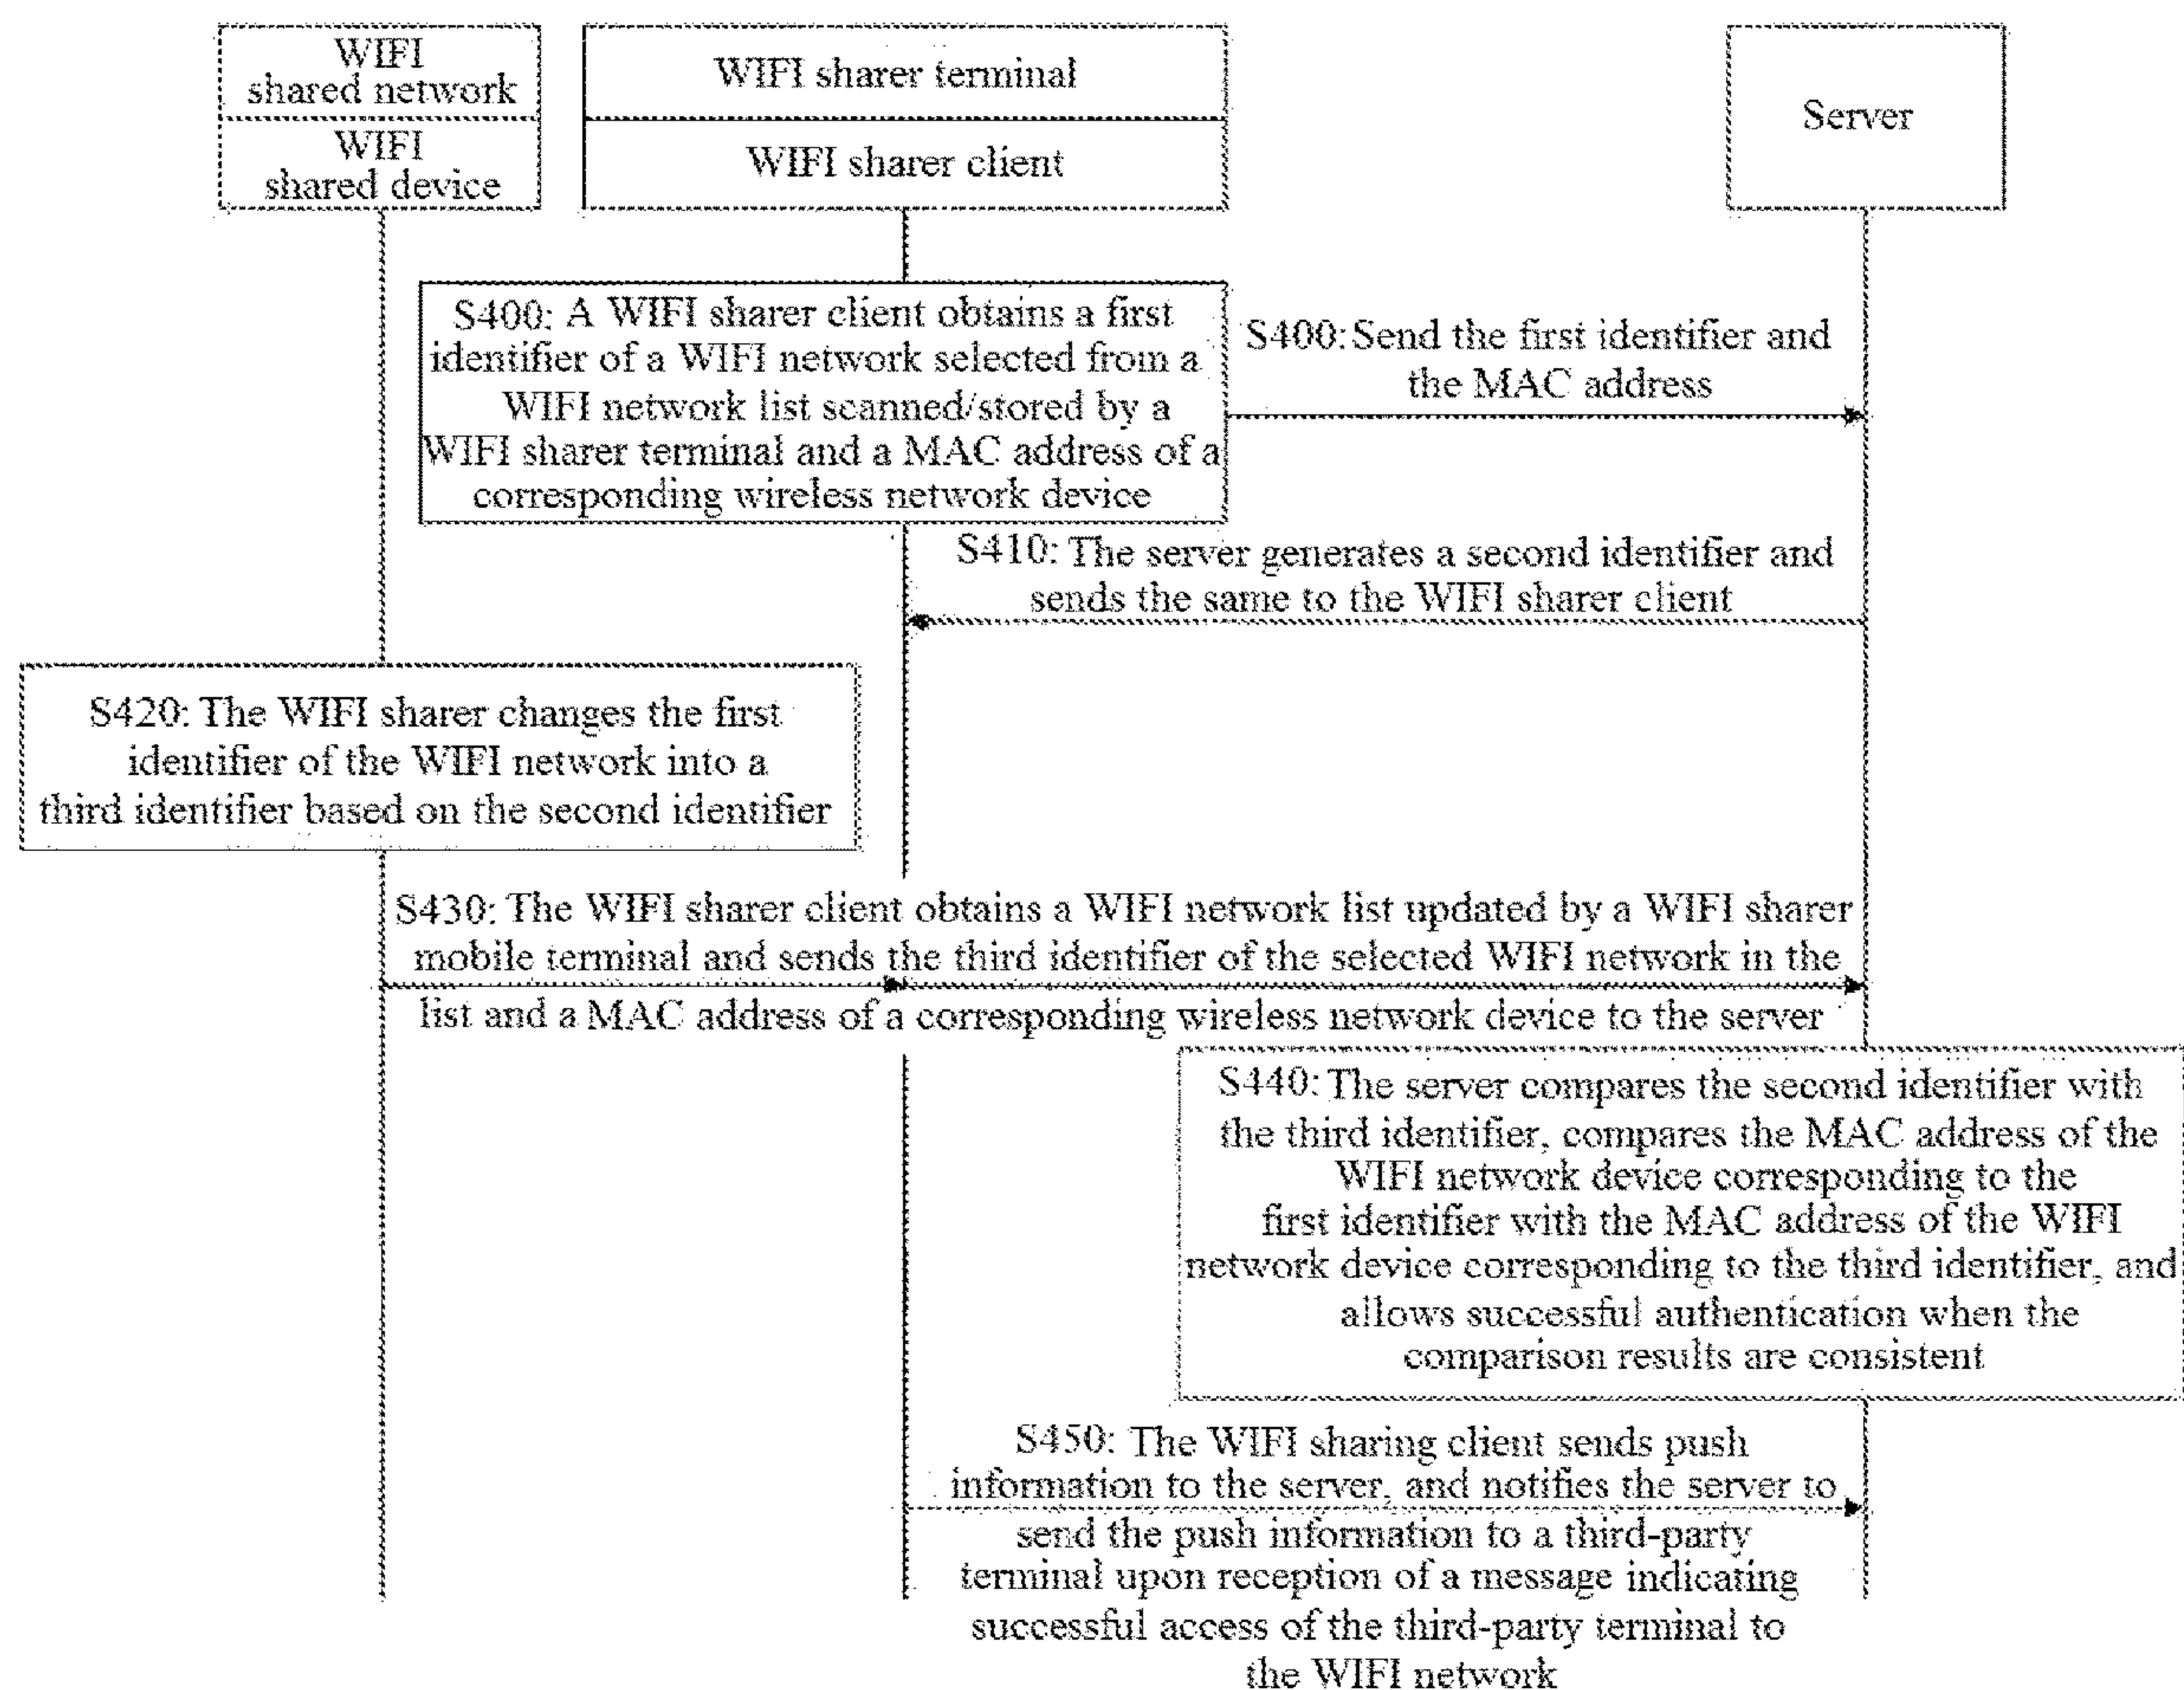 WIFI
shared network
WIFI
shared device
WIFI sharer terminal
WIFI sharer client
Server
S400: A WIFI sharer client obtains a first
identifier of a WIFI network selected from a
WIFI network list scanned/stored by a
WIFI sharer terminal and a MAC address of a
corresponding wireless network device
S400: Send the first identifier and
the MAC address
S410: The server generates a second identifier and
sends the same to the WIFI sharer client
S420: The WIFI sharer changes the first
identifier of the WIFI network into a
third identifier based on the second identifier
S430: The WIFI sharer client obtains a WIFI network list updated by a WIFI sharer
mobile terminal and sends the third identifier of the selected WIFI network in the
list and a MAC address of a corresponding wireless network device to the server
S440: The server compares the second identifier with
the third identifier, compares the MAC address of the
WIFI network device corresponding to the
first identifier with the MAC address of the WIFI
network device corresponding to the third identifier, and
allows successful authentication when the
comparison results are consistent
S450: The WIFI sharing client sends push
information to the server, and notifies the server to
send the push information to a third-party
terminal upon reception of a message indicating
successful access of the third-party terminal to
the WIFI network